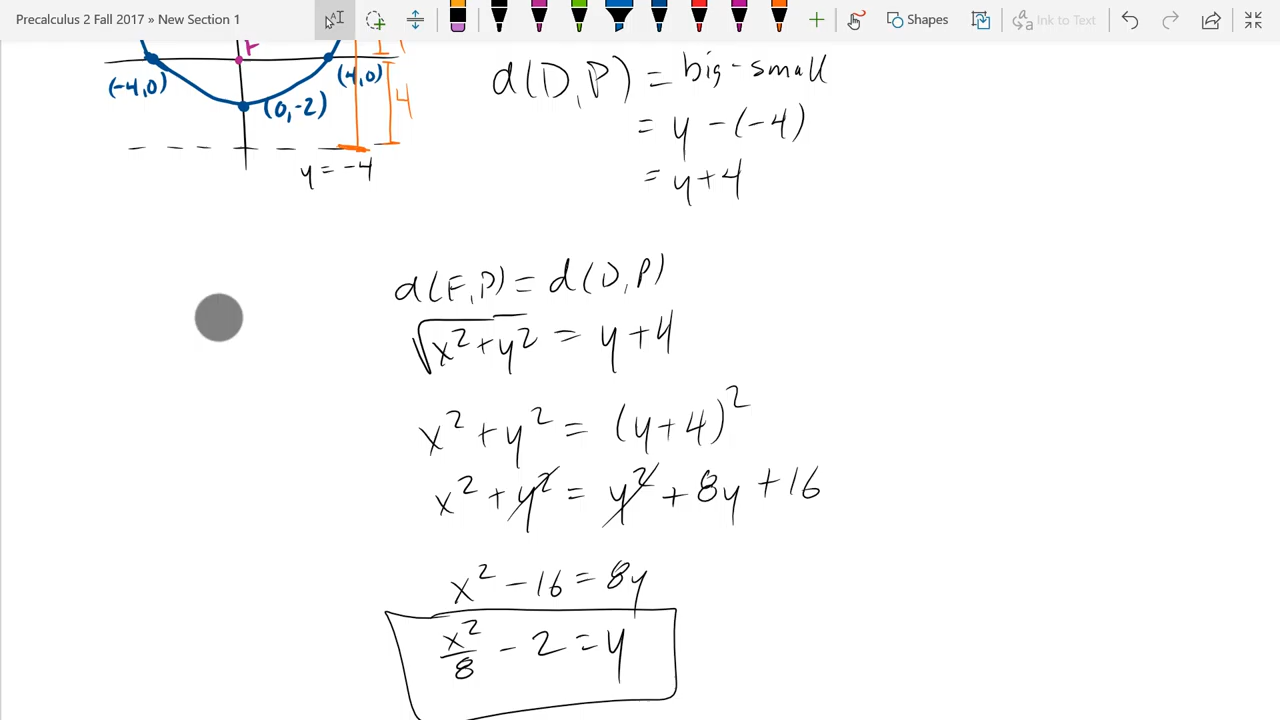 Precalculus 2 Fall 2017 » New Section 1
Shapes
Ink to Text
F
(-4,0)
(4,0)
(0,-2)
4
y = -4
d(D,P) = big-small
= y - (-4)
= y+4
d(F,P) = d(D,P)
√x²+y² = y+4
x²+y² = (y+4)²
x²+y² = y²+8y+16
x²-16=8y
x²/8 - 2 = y